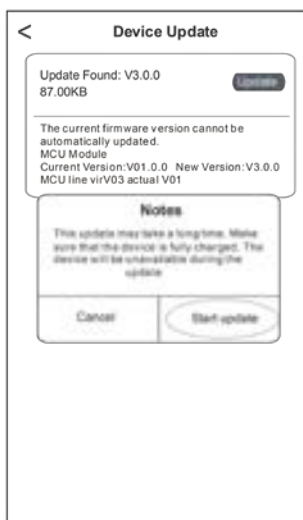 <
Device Update
Update Found: V3.0.0
Update
87.00KB
The current firmware version cannot be
automatically updated.
MCU Module
Current Version:V01.0.0 New Version:V3.0.0
MCU line virV03 actual V01
Notes
This update may take a long time. Make
sure that the device is fully charged. The
device will be unavailable during the
update
Cancel
Start update